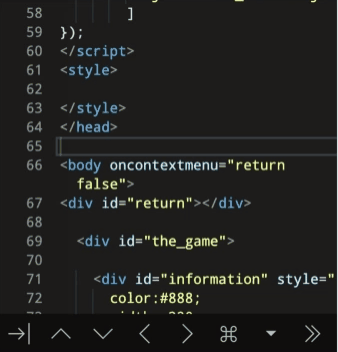 58 ]
59 });
60 </script>
61 <style>
62
63 </style>
64 </head>
65
66 <body oncontextmenu="return
false">
67 <div id="return"></div>
68
69 <div id="the_game">
70
71 <div id="information" style="
72 color:#888;